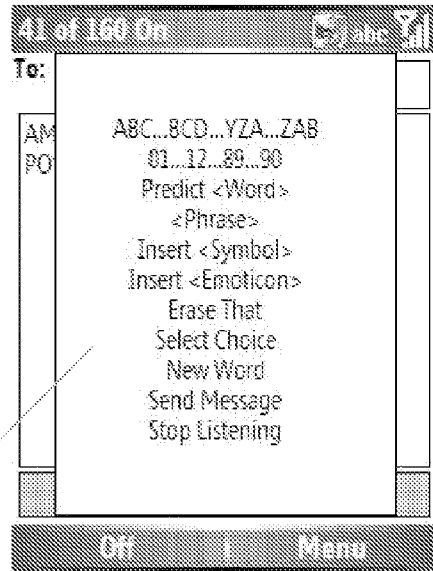 41 of 160 On abc
To:
AM
PO
ABC...BCD...YZA...ZAB
01...12...89...90
Predict <Word>
<Phrase>
Insert <Symbol>
Insert <Emoticon>
Erase That
Select Choice
New Word
Send Message
Stop Listening
Off Menu